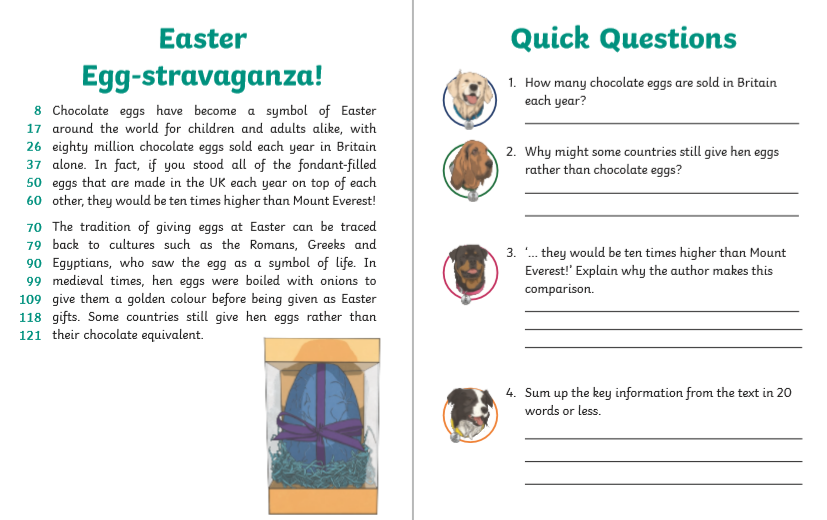 Easter
Egg-stravaganza!
8 Chocolate eggs have become a symbol of Easter
17 around the world for children and adults alike, with
26 eighty million chocolate eggs sold each year in Britain
37 alone. In fact, if you stood all of the fondant-filled
50 eggs that are made in the UK each year on top of each
60 other, they would be ten times higher than Mount Everest!
70 The tradition of giving eggs at Easter can be traced
79 back to cultures such as the Romans, Greeks and
90 Egyptians, who saw the egg as a symbol of life. In
99 medieval times, hen eggs were boiled with onions to
109 give them a golden colour before being given as Easter
118 gifts. Some countries still give hen eggs rather than
121 their chocolate equivalent.
Quick Questions
1. How many chocolate eggs are sold in Britain
each year?
2. Why might some countries still give hen eggs
rather than chocolate eggs?
3. ‘... they would be ten times higher than Mount
Everest!’ Explain why the author makes this
comparison.
4. Sum up the key information from the text in 20
words or less.